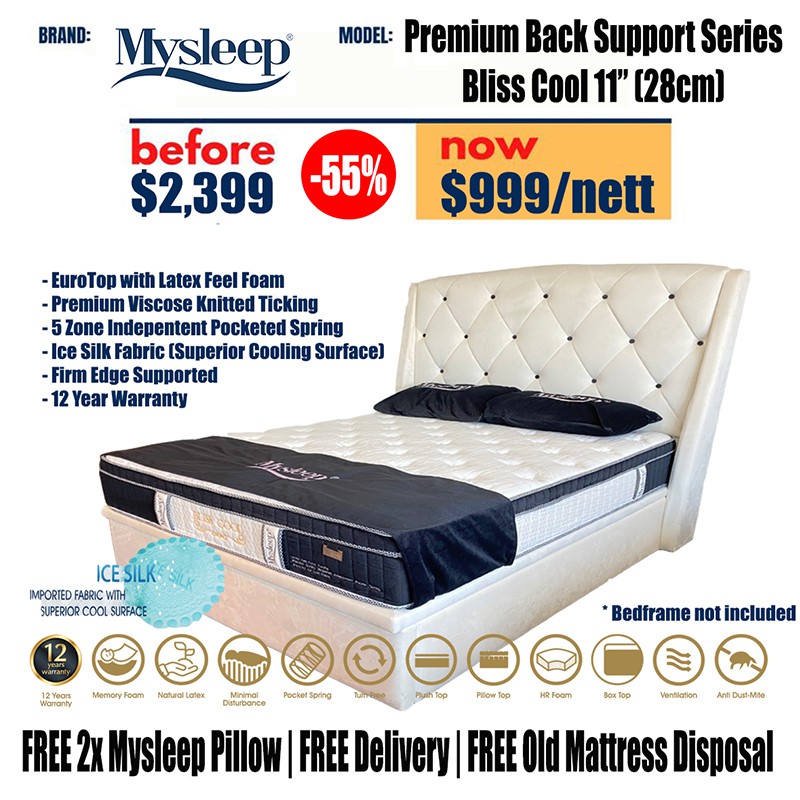 BRAND: Mysleep® MODEL: Premium Back Support Series
Bliss Cool 11” (28cm)
before
$2,399
-55%
now
$999/nett
- EuroTop with Latex Feel Foam
- Premium Viscose Knitted Ticking
- 5 Zone Indepentent Pocketed Spring
- Ice Silk Fabric (Superior Cooling Surface)
- Firm Edge Supported
- 12 Year Warranty
Mysleep
BLISS COOL
Mysleep
ICE SILK
SILK
IMPORTED FABRIC WITH
SUPERIOR COOL SURFACE
* Bedframe not included
12
years
warranty
12 Years
Warranty
Memory Foam
Natural Latex
Minimal
Disturbance
Pocket Spring
Turn Free
Plush Top
Pillow Top
HR Foam
Box Top
Ventilation
Anti Dust-Mite
FREE 2x Mysleep Pillow | FREE Delivery | FREE Old Mattress Disposal